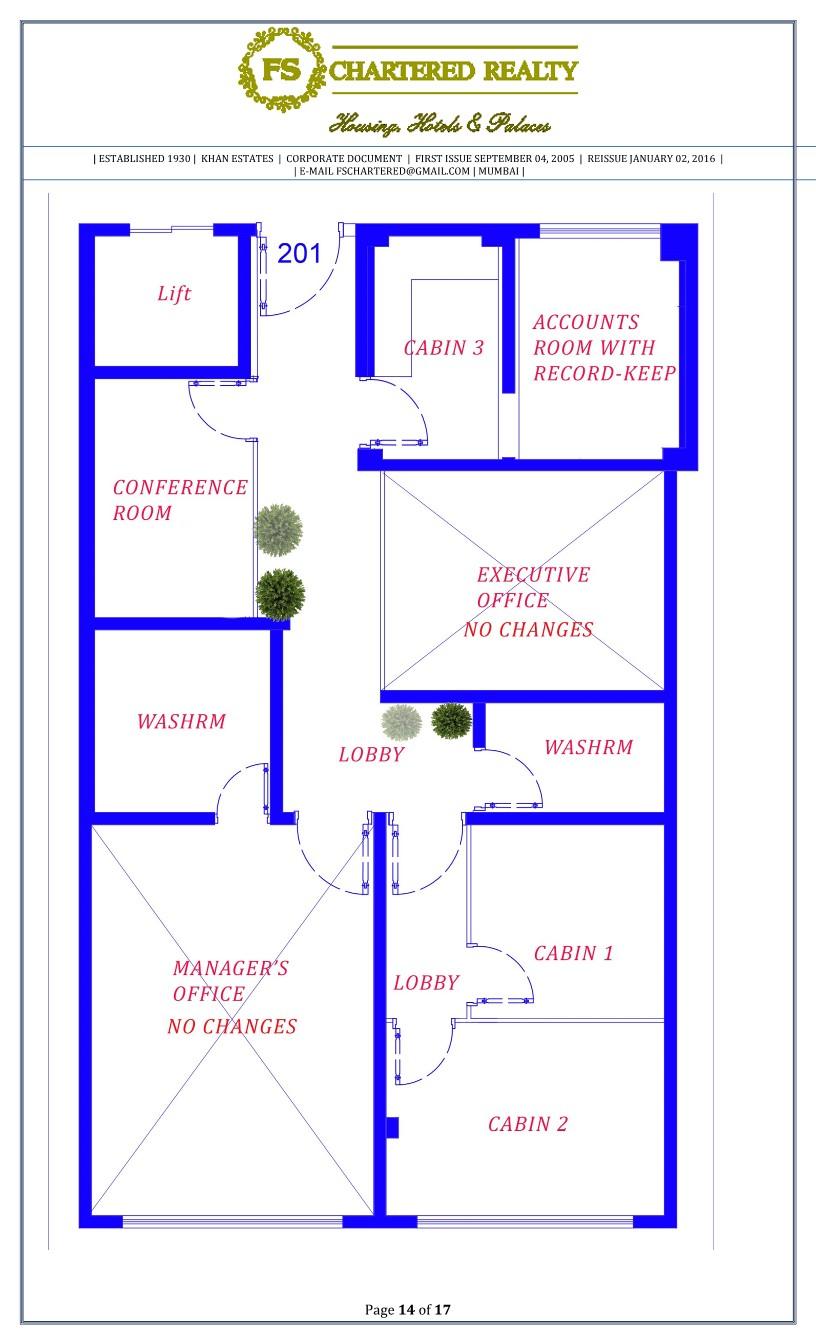 FS
CHARTERED REALTY
Housing, Hotels & Palaces
| ESTABLISHED 1930 | KHAN ESTATES | CORPORATE DOCUMENT | FIRST ISSUE SEPTEMBER 04, 2005 | REISSUE JANUARY 02, 2016 |
| E-MAIL FSCHARTERED@GMAIL.COM | MUMBAI |
201
Lift
CABIN 3
ACCOUNTS
ROOM WITH
RECORD-KEEP
CONFERENCE
ROOM
EXECUTIVE
OFFICE
NO CHANGES
WASHRM
LOBBY
WASHRM
MANAGER'S
OFFICE
NO CHANGES
LOBBY
CABIN 1
CABIN 2
Page 14 of 17